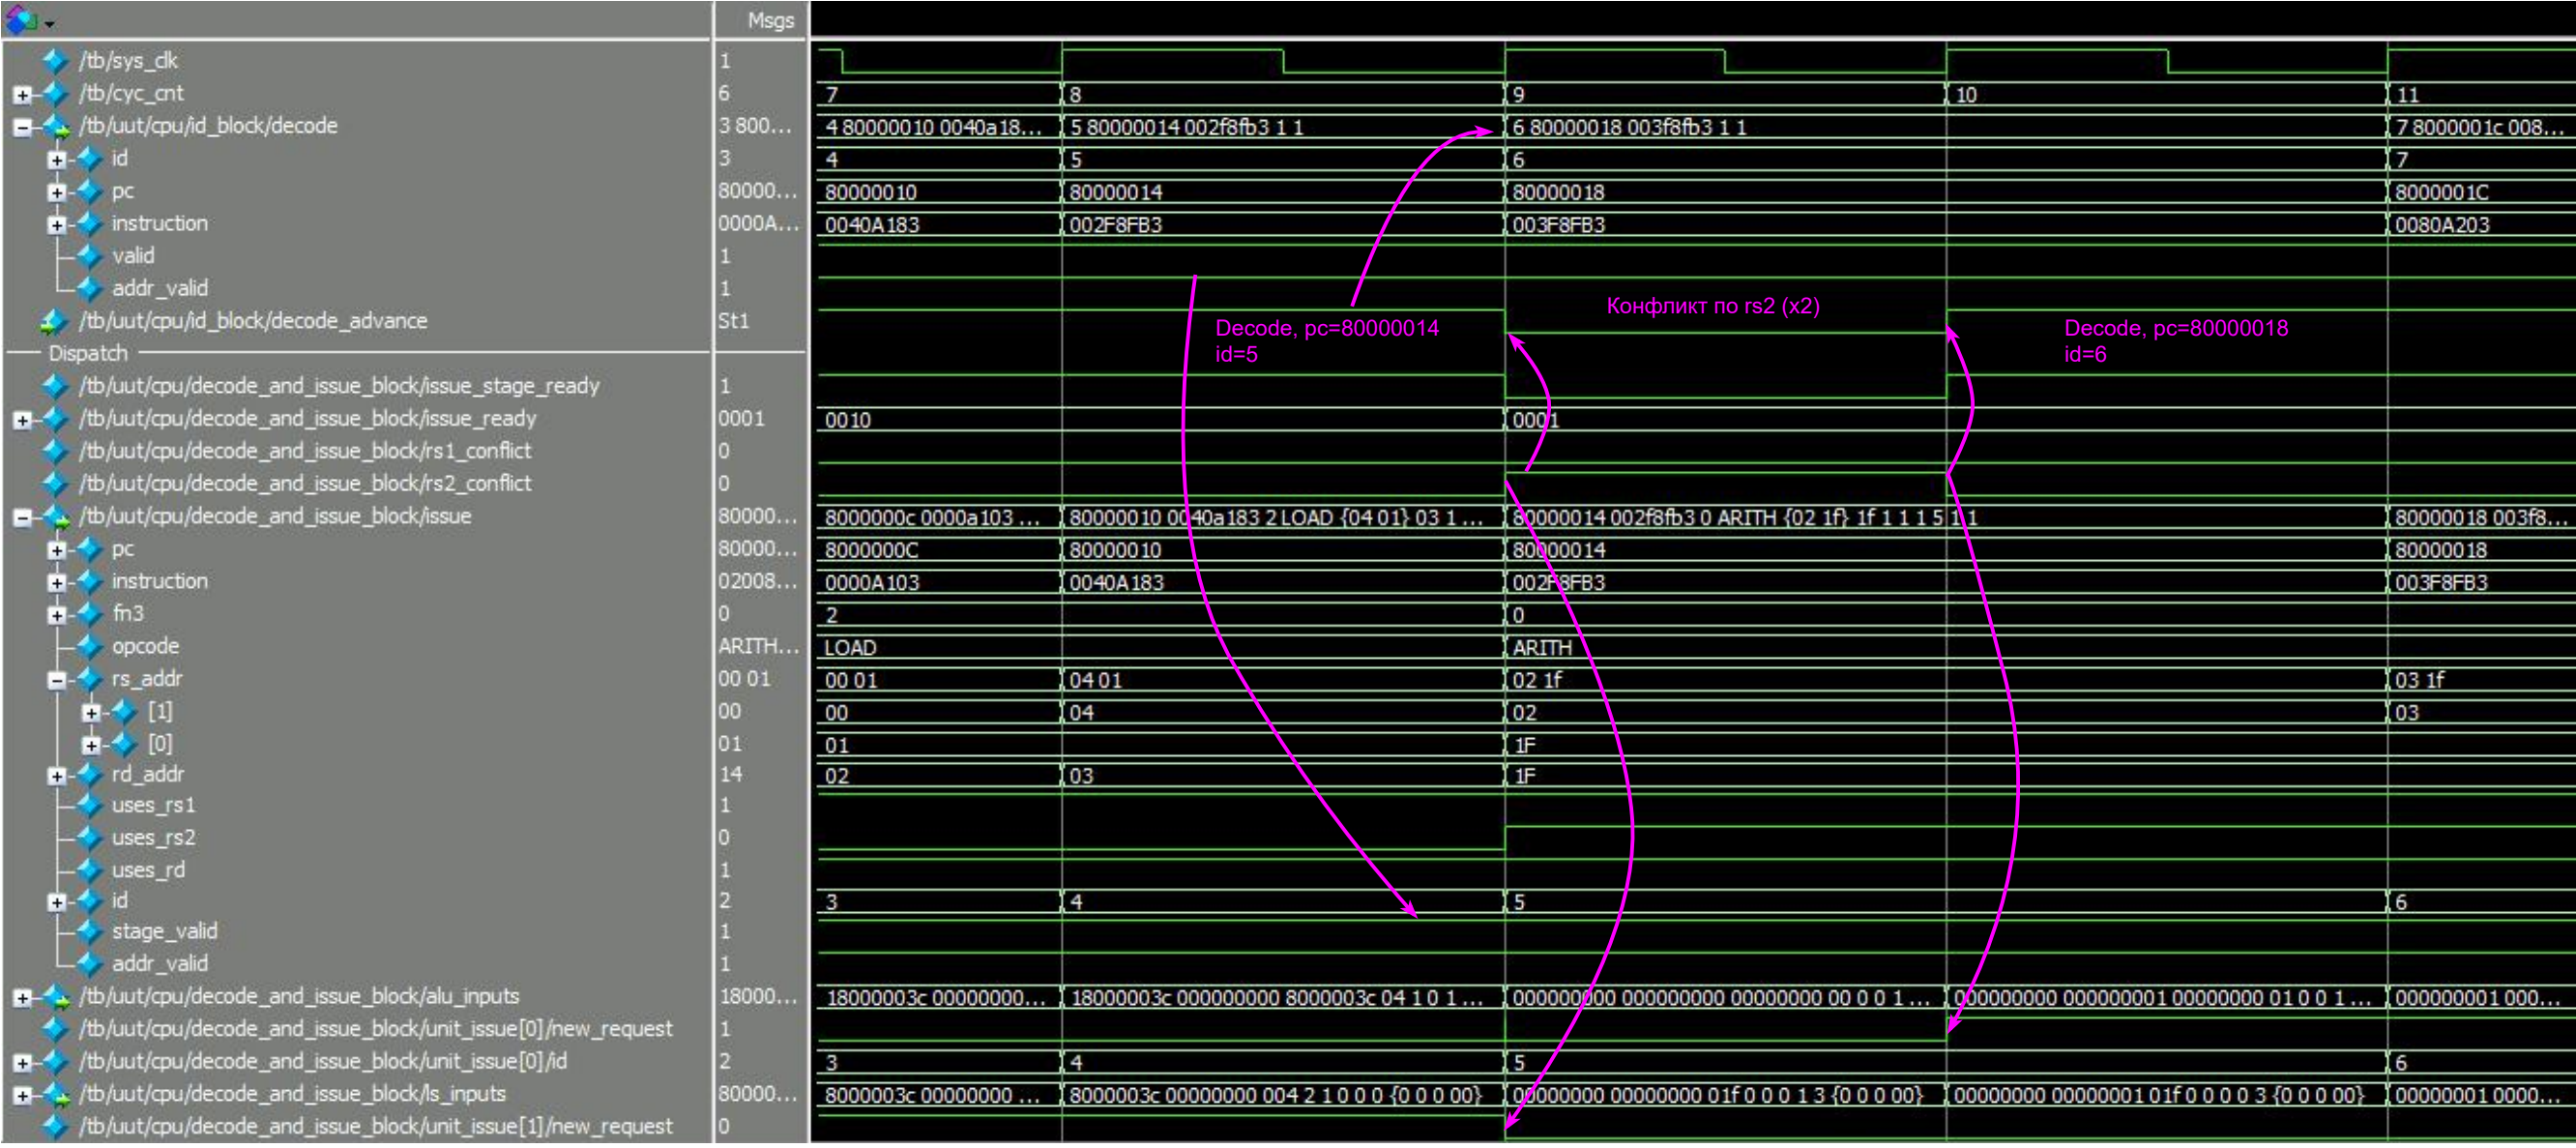 Msgs
/tb/sys_clk 1
/tb/cyc_cnt 6 7 8 9 10 11
/tb/uut/cpu/id_block/decode 3 800... 4 80000010 0040a18... 5 80000014 002f8fb3 1 1 6 80000018 003f8fb3 1 1 7 8000001c 008...
id 3 4 5 6 7
pc 80000... 80000010 80000014 80000018 8000001C
instruction 0000A... 0040A183 002F8FB3 003F8FB3 0080A203
valid 1
addr_valid 1
/tb/uut/cpu/id_block/decode_advance St1
Конфликт по rs2 (x2)
Decode, pc=80000014
id=5
Decode, pc=80000018
id=6
Dispatch
/tb/uut/cpu/decode_and_issue_block/issue_stage_ready 1
/tb/uut/cpu/decode_and_issue_block/issue_ready 0001 0010 0001
/tb/uut/cpu/decode_and_issue_block/rs1_conflict 0
/tb/uut/cpu/decode_and_issue_block/rs2_conflict 0
/tb/uut/cpu/decode_and_issue_block/issue 80000... 8000000c 0000a103 ... 80000010 0040a183 2 LOAD {04 01} 03 1 ... 80000014 002f8fb3 0 ARITH {02 1f} 1f 1 1 1 5 1 1 80000018 003f8...
pc 80000... 8000000C 80000010 80000014 80000018
instruction 02008... 0000A103 0040A183 002F8FB3 003F8FB3
fn3 0 2 0
opcode ARITH... LOAD ARITH
rs_addr 00 01 00 01 04 01 02 1f 03 1f
[1] 00 00 04 02 03
[0] 01 01 1F
rd_addr 14 02 03 1F
uses_rs1 1
uses_rs2 0
uses_rd 1
id 2 3 4 5 6
stage_valid 1
addr_valid 1
/tb/uut/cpu/decode_and_issue_block/alu_inputs 18000... 18000003c 00000000... 18000003c 000000000 8000003c 04 1 0 1 ... 000000000 000000000 00000000 00 0 0 1 ... 000000000 000000001 00000000 01 0 0 1 ... 000000001 000...
/tb/uut/cpu/decode_and_issue_block/unit_issue[0]/new_request 1
/tb/uut/cpu/decode_and_issue_block/unit_issue[0]/id 2 3 4 5 6
/tb/uut/cpu/decode_and_issue_block/ls_inputs 80000... 8000003c 00000000 ... 8000003c 00000000 004 2 1 0 0 0 {0 0 0 00} 00000000 00000000 01f 0 0 0 1 3 {0 0 0 00} 00000000 00000001 01f 0 0 0 0 3 {0 0 0 00} 00000001 0000...
/tb/uut/cpu/decode_and_issue_block/unit_issue[1]/new_request 0